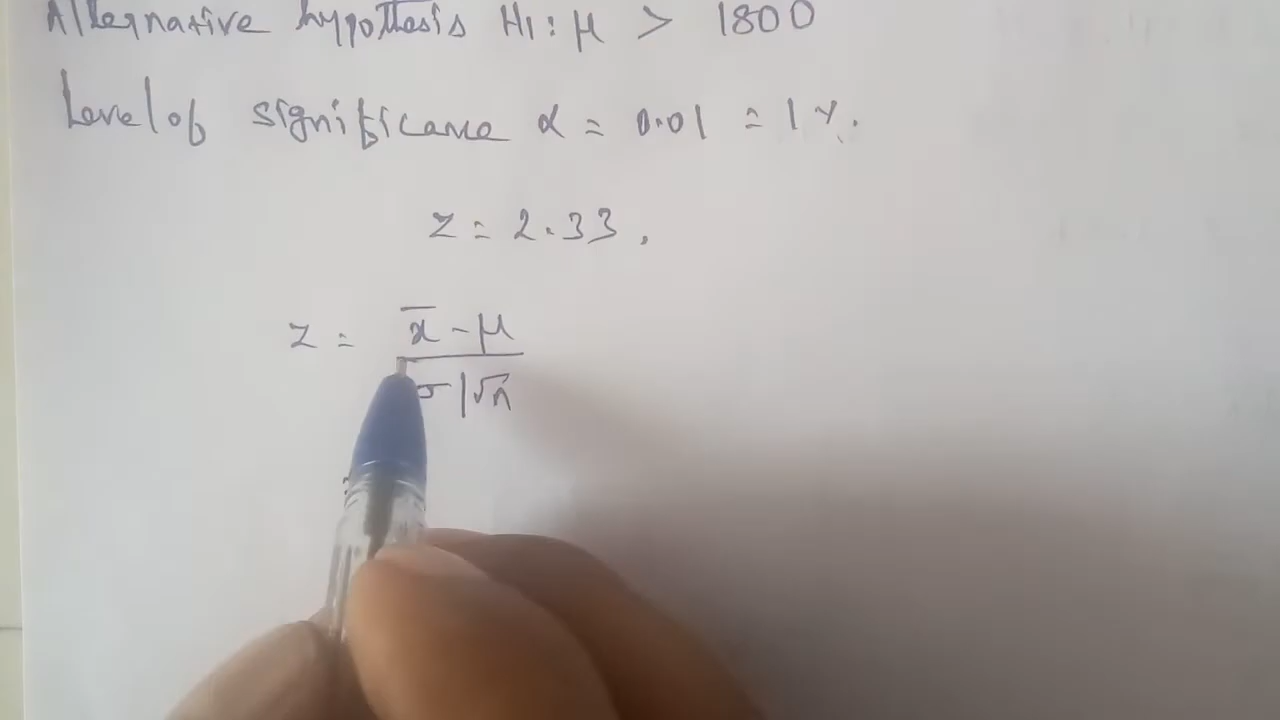 Alternative hypothesis H1 : μ > 1800
Level of significance α = 0.01 = 1%.
z = 2.33.
z = x̄ - μ
σ/√n